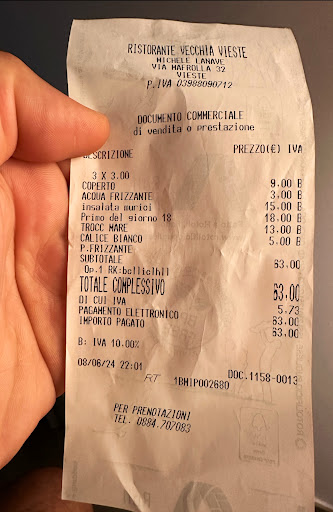 RISTORANTE VECCHIA VIESTE
MICHELE LANAVE
VIA MAFROLLA 32
VIESTE
P.IVA 03988090712
DOCUMENTO COMMERCIALE
di vendita o prestazione
DESCRIZIONE PREZZO(€) IVA
3 X 3.00
COPERTO 9.00 B
ACQUA FRIZZANTE 3.00 B
insalata murici 15.00 B
Primo del giorno 18 18.00 B
TROCC MARE 13.00 B
CALICE BIANCO 5.00 B
P.FRIZZANTE
SUBTOTALE 63.00
Op.1
TOTALE COMPLESSIVO 63,00
DI CUI IVA 5.73
PAGAMENTO ELETTRONICO 63.00
IMPORTO PAGATO 63.00
B: IVA 10.00%
08/06/24 22:01 DOC.1158-0013
RT 1BMIP002680
PER PRENOTAZIONI
TEL. 0884.707083